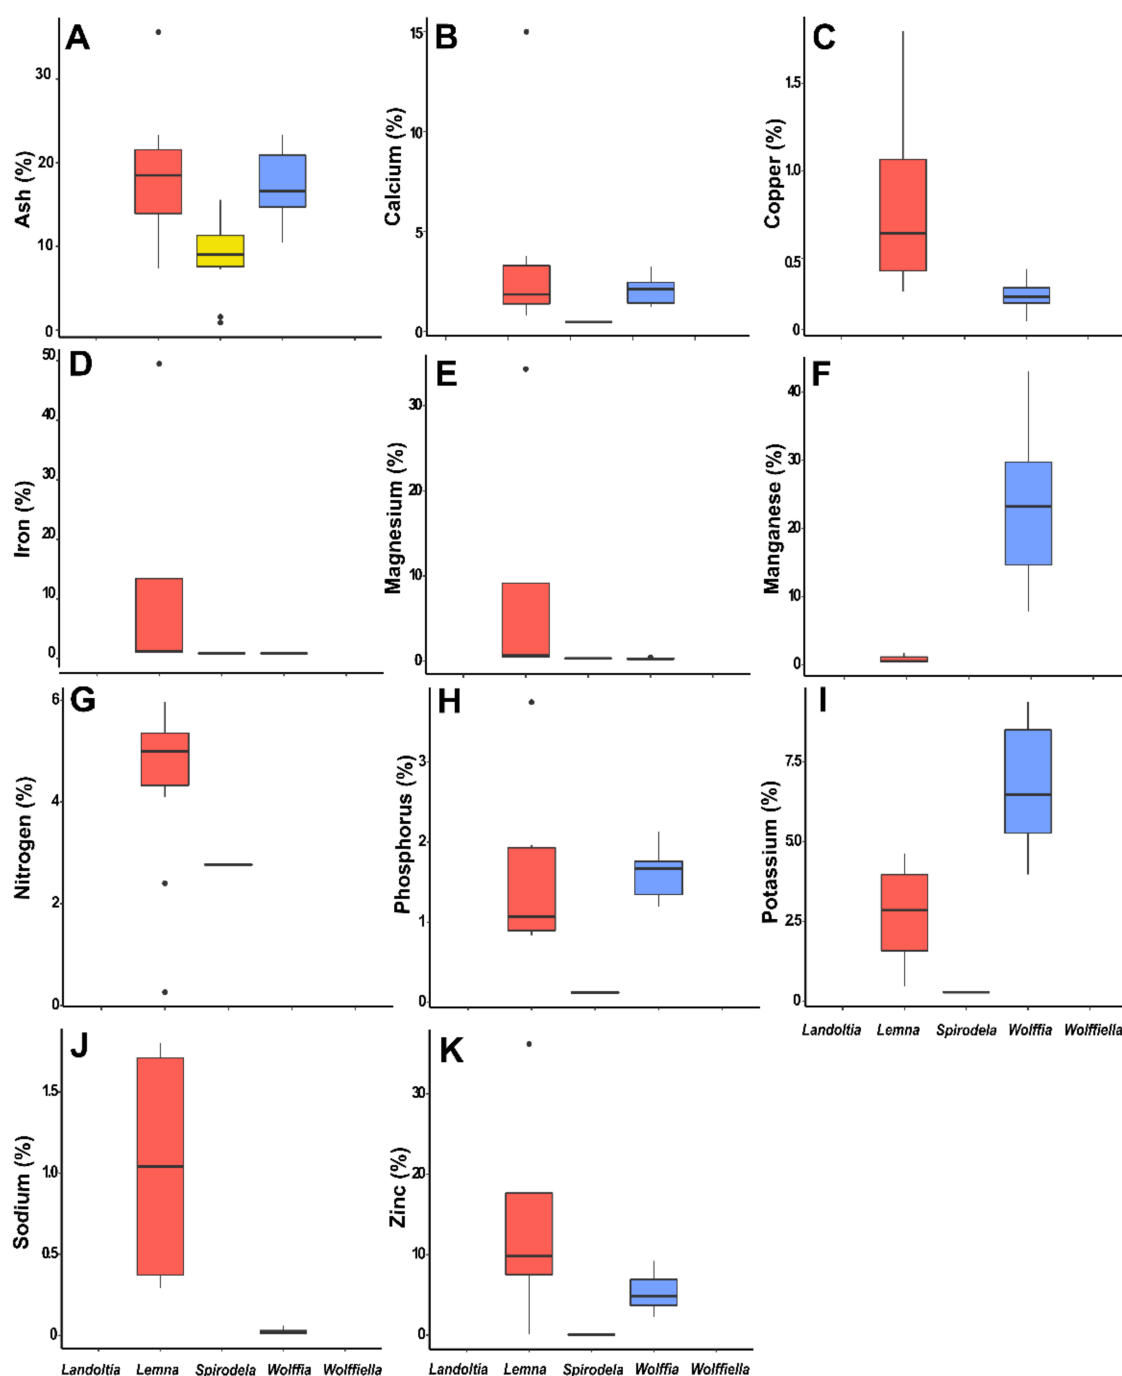 A
Ash (%)
30
20
10
0
B
Calcium (%)
15
10
5
0
C
Copper (%)
1.5
1.0
0.5
0
D
Iron (%)
50
40
30
20
10
0
E
Magnesium (%)
30
20
10
0
F
Manganese (%)
40
30
20
10
0
G
Nitrogen (%)
6
4
2
0
H
Phosphorus (%)
3
2
1
0
I
Potassium (%)
7.5
5.0
2.5
0
Landoltia Lemna Spirodela Wolffia Wolffiella
J
Sodium (%)
1.5
1.0
0.5
0
Landoltia Lemna Spirodela Wolffia Wolffiella
K
Zinc (%)
30
20
10
0
Landoltia Lemna Spirodela Wolffia Wolffiella